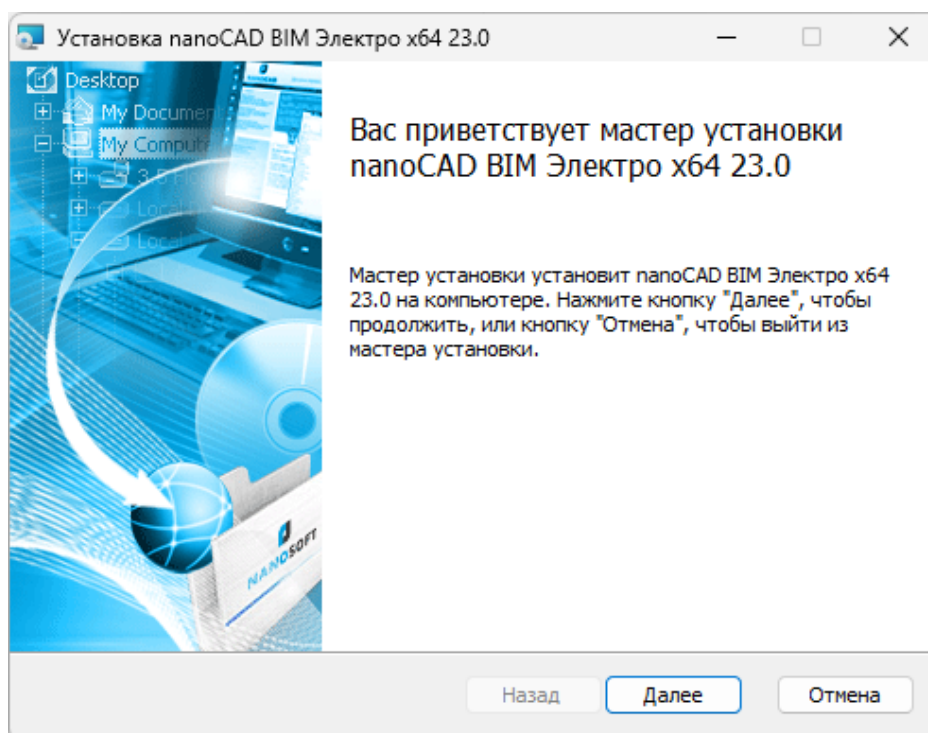 Установка nanoCAD BIM Электро x64 23.0
Desktop
My Documen
My Compute
Вас приветствует мастер установки
nanoCAD BIM Электро x64 23.0
Мастер установки установит nanoCAD BIM Электро x64
23.0 на компьютере. Нажмите кнопку "Далее", чтобы
продолжить, или кнопку "Отмена", чтобы выйти из
мастера установки.
NANOSOFT
Назад
Далее
Отмена